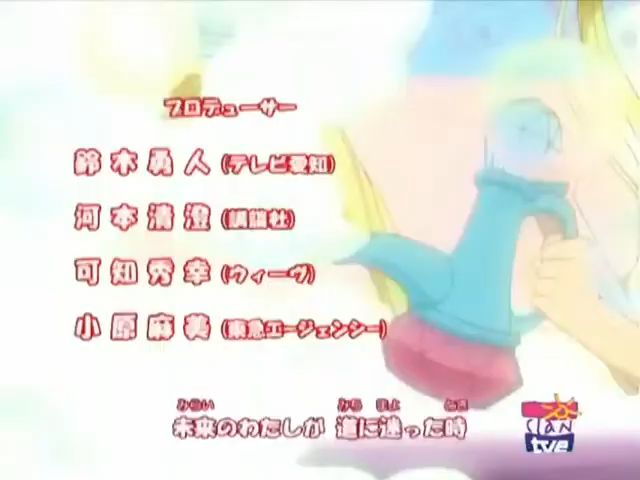 プロデューサー
鈴木勇人(テレビ愛知)
河本清澄(講談社)
可知秀幸(ウィーヴ)
小原麻美(東急エージェンシー)
みらい みち まよ とき
未来のわたしが 道に迷った時
clan
tve